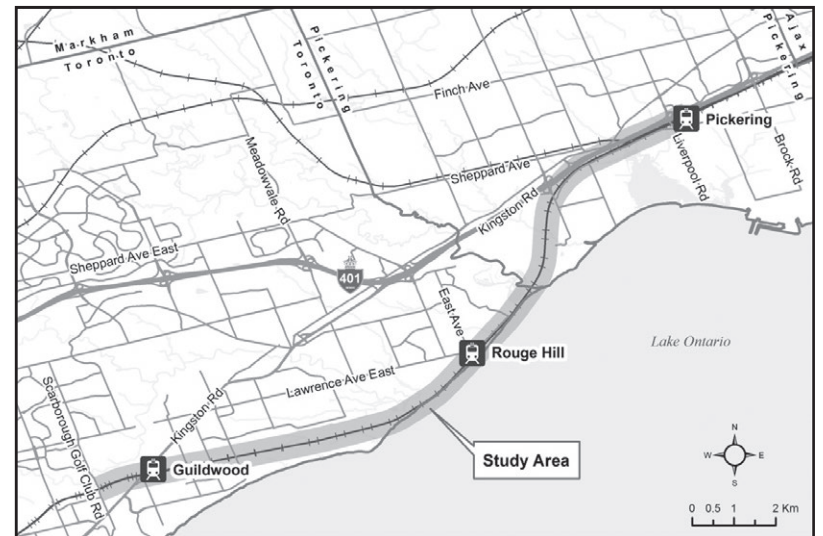 Markham
Toronto
Pickering
Toronto
Ajax
Pickering
Finch Ave
Pickering
Meadowvale Rd
Sheppard Ave
Liverpool Rd
Brock Rd
Kingston Rd
Sheppard Ave East
401
East Ave
Lake Ontario
Rouge Hill
Lawrence Ave East
Scarborough Golf Club Rd
Kingston Rd
Guildwood
Study Area
N
W
E
S
0 0.5 1 2 Km